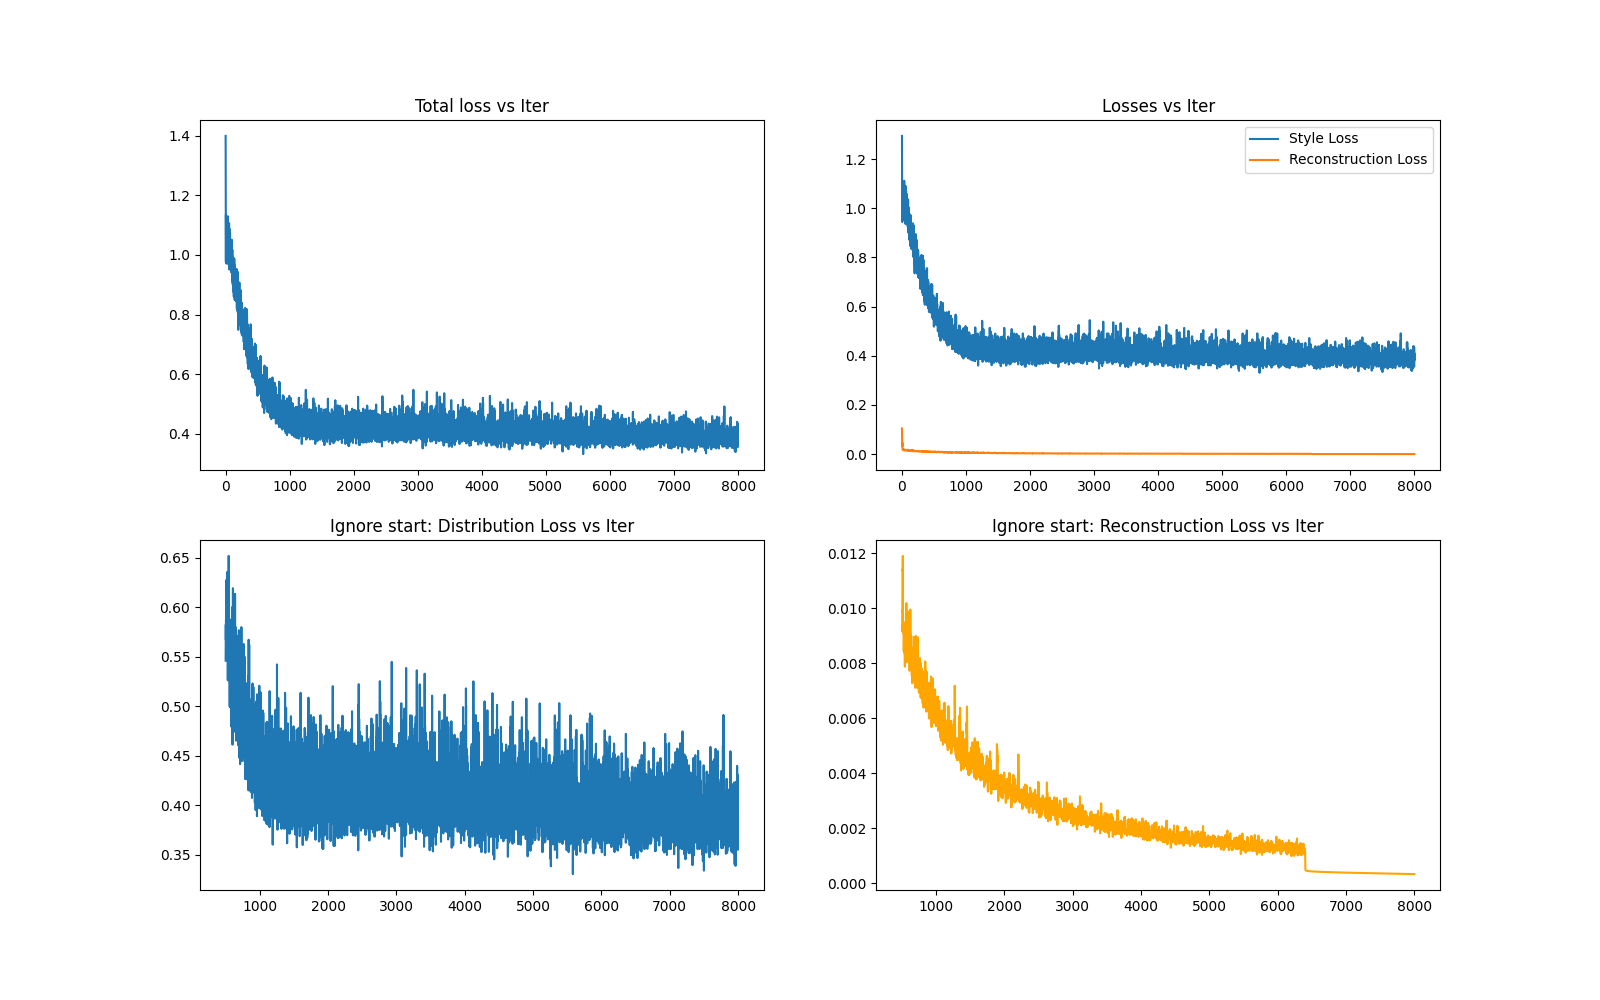 Total loss vs Iter
1.4
1.2
1.0
0.8
0.6
0.4
0 1000 2000 3000 4000 5000 6000 7000 8000
Losses vs Iter
Style Loss
Reconstruction Loss
1.2
1.0
0.8
0.6
0.4
0.2
0.0
0 1000 2000 3000 4000 5000 6000 7000 8000
Ignore start: Distribution Loss vs Iter
0.65
0.60
0.55
0.50
0.45
0.40
0.35
1000 2000 3000 4000 5000 6000 7000 8000
Ignore start: Reconstruction Loss vs Iter
0.012
0.010
0.008
0.006
0.004
0.002
0.000
1000 2000 3000 4000 5000 6000 7000 8000